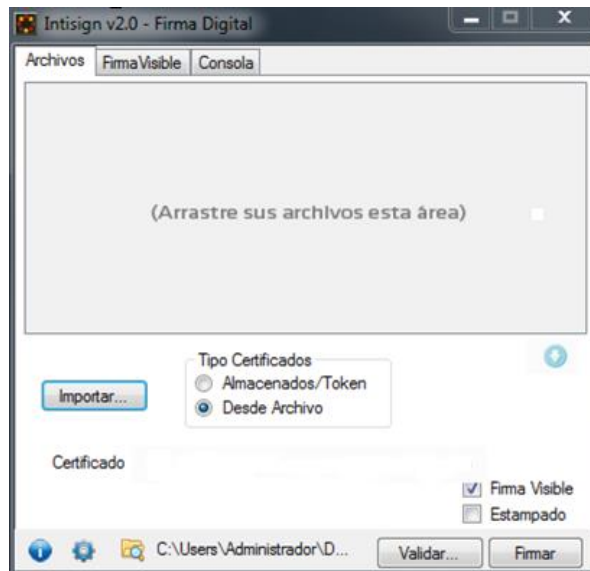 Intisign v2.0 - Firma Digital
Archivos FirmaVisible Consola
(Arrastre sus archivos esta área)
Tipo Certificados
Almacenados/Token
Importar...
Desde Archivo
Certificado
Firma Visible
Estampado
C:\Users\Administrador\D... Validar... Firmar